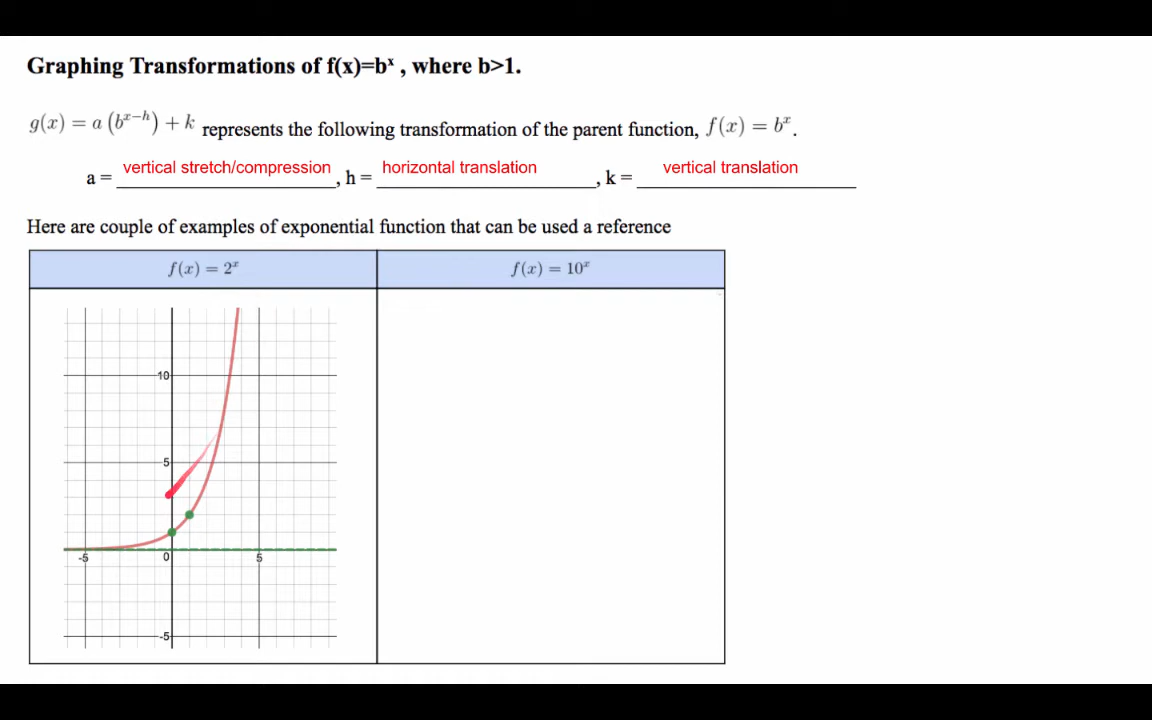 Graphing Transformations of f(x)=bˣ , where b>1.
g(x) = a (bˣ⁻ʰ) + k represents the following transformation of the parent function, f(x) = bˣ.
a = vertical stretch/compression , h = horizontal translation , k = vertical translation
Here are couple of examples of exponential function that can be used a reference
f(x) = 2ˣ f(x) = 10ˣ
10
5
-5 0 5
-5